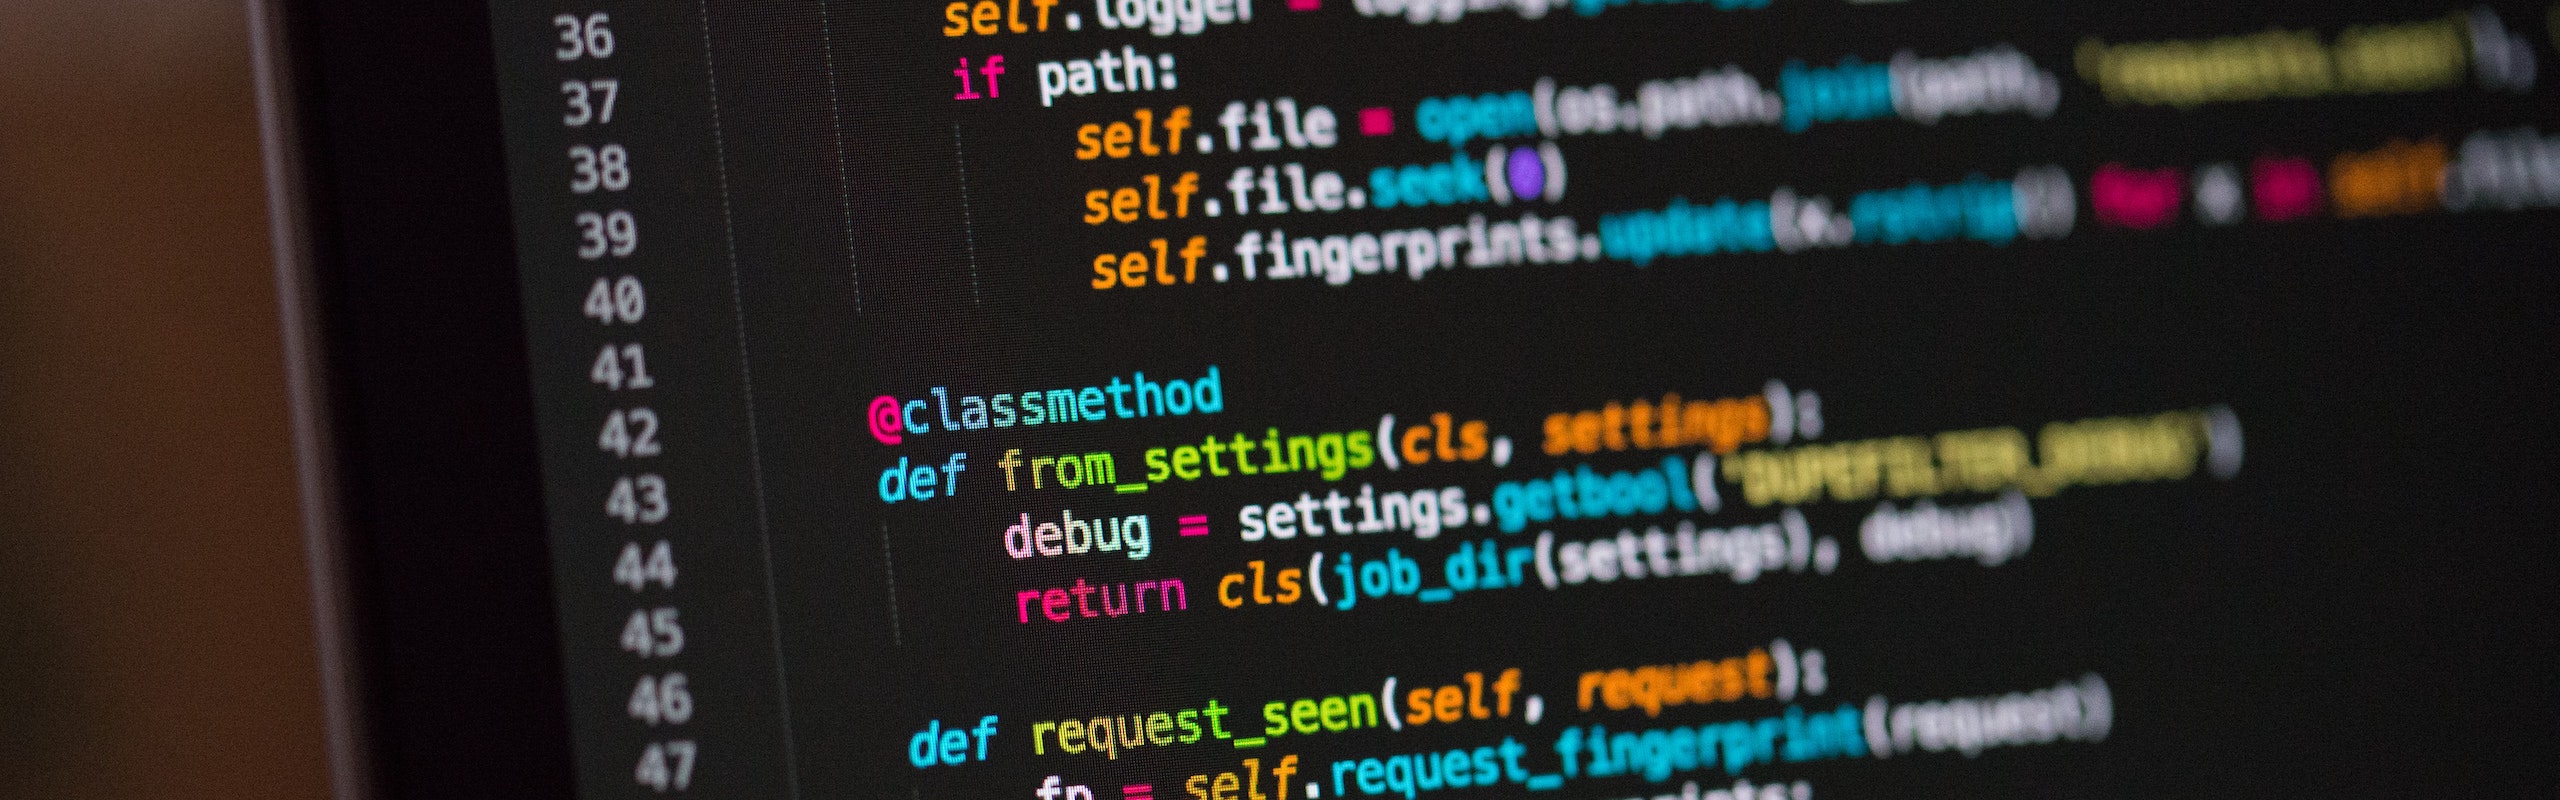 36 self.logger = logging.
37 if path:
38 self.file = open(os.path.join(path, 'requests.seen'),
39 self.file.seek(0)
40 self.fingerprints.update(x.rstrip() for x in self.file
41
42 @classmethod
43 def from_settings(cls, settings):
44 debug = settings.getbool('DUPEFILTER_DEBUG')
45 return cls(job_dir(settings), debug)
46
47 def request_seen(self, request):
fp = self.request_fingerprint(request)